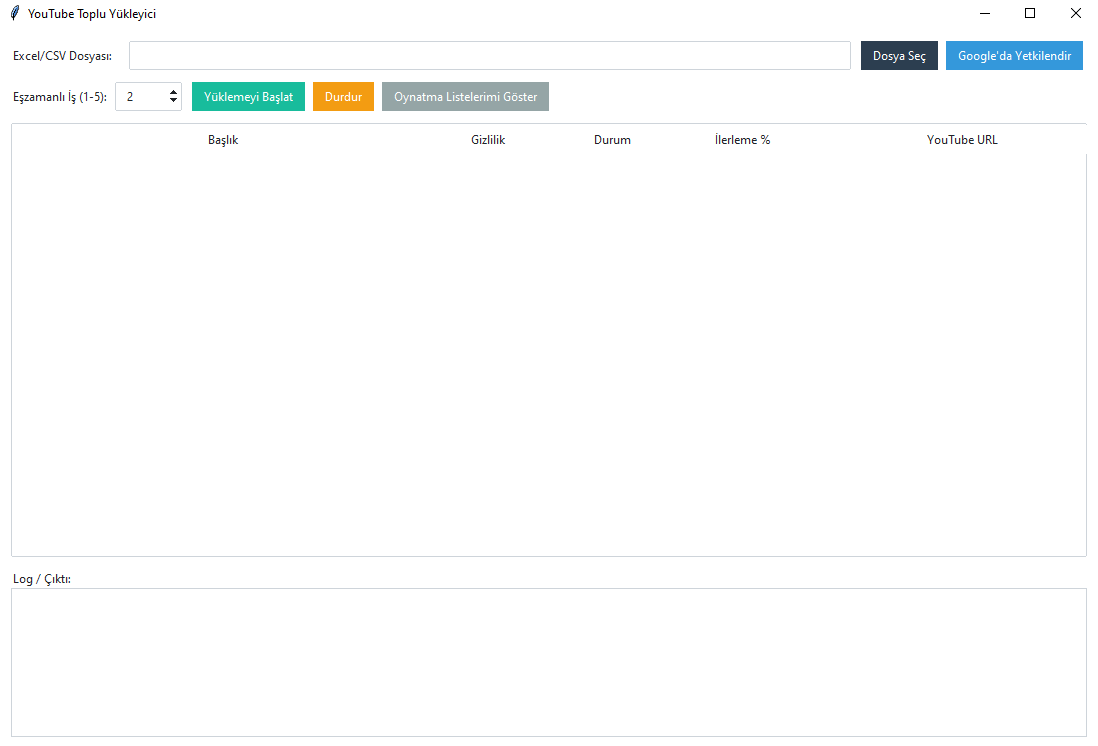 YouTube Toplu Yükleyici
Excel/CSV Dosyası: Dosya Seç Google'da Yetkilendir
Eşzamanlı İş (1-5): 2 Yüklemeyi Başlat Durdur Oynatma Listelerimi Göster
Başlık Gizlilik Durum İlerleme % YouTube URL
Log / Çıktı: